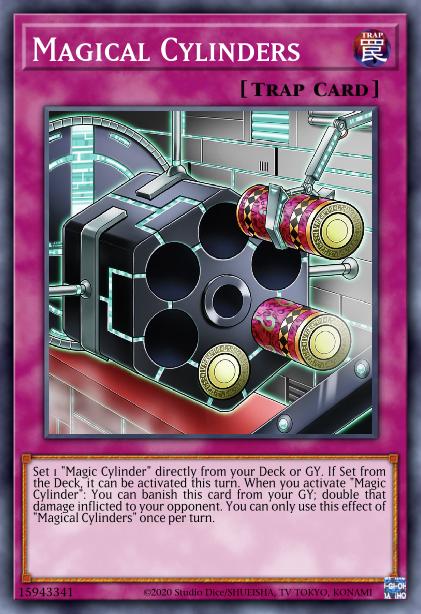 MAGICAL CYLINDERS
TRAP
罠
[TRAP CARD]
Set 1 "Magic Cylinder" directly from your Deck or GY. If Set from
the Deck, it can be activated this turn. When you activate "Magic
Cylinder": You can banish this card from your GY; double that
damage inflicted to your opponent. You can only use this effect of
"Magical Cylinders" once per turn.
15943341
©2020 Studio Dice/SHUEISHA, TV TOKYO, KONAMI